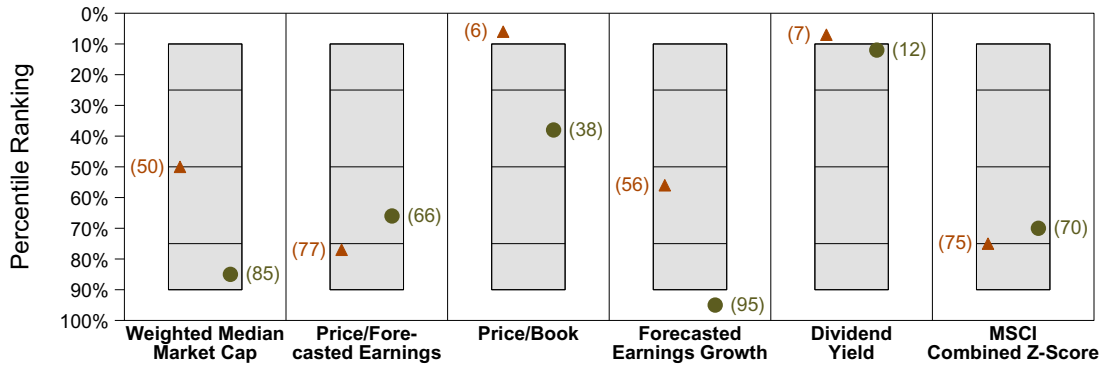 Percentile Ranking
0%
10%
20%
30%
40%
50%
60%
70%
80%
90%
100%
(50)
(85)
(77)
(66)
(6)
(38)
(56)
(95)
(7)
(12)
(75)
(70)
Weighted Median
Market Cap
Price/Fore-
casted Earnings
Price/Book
Forecasted
Earnings Growth
Dividend
Yield
MSCI
Combined Z-Score